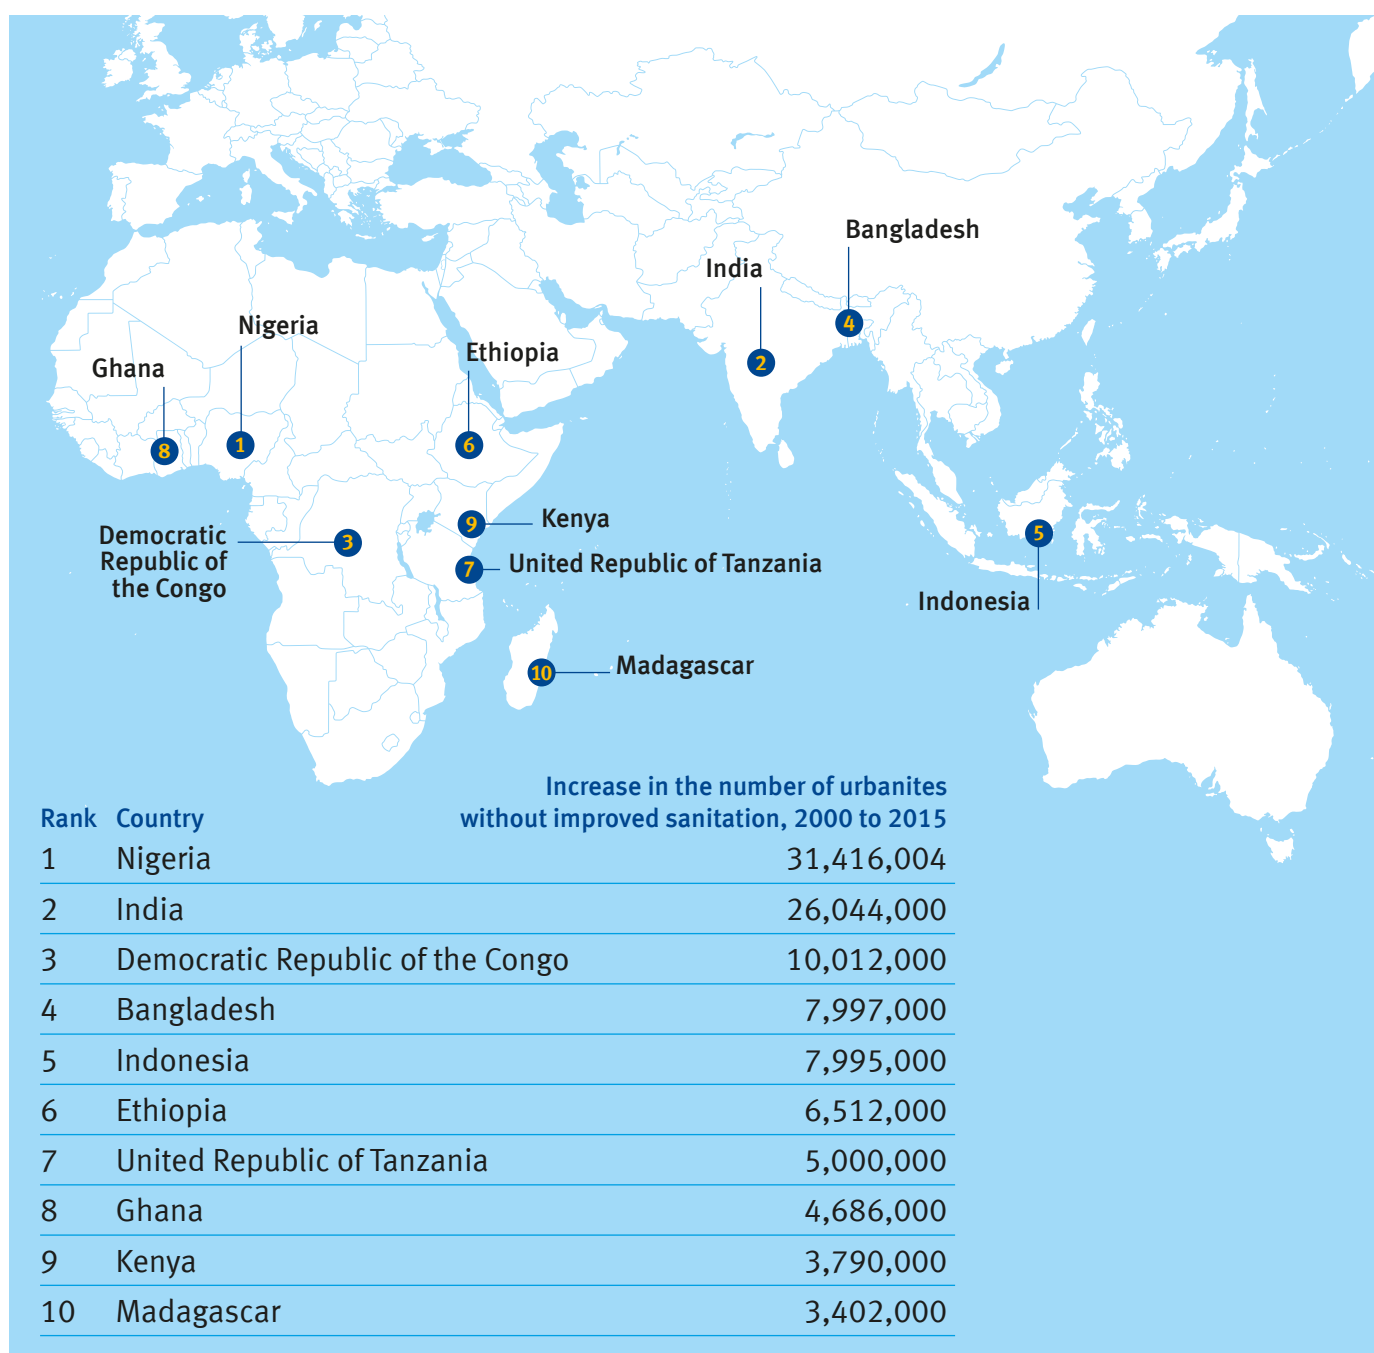 Bangladesh
India
4
Nigeria
Ethiopia
2
Ghana
8
1
6
9
Kenya
Democratic
Republic of
the Congo
3
5
7
United Republic of Tanzania
Indonesia
10
Madagascar
Increase in the number of urbanites
Rank Country without improved sanitation, 2000 to 2015
1 Nigeria 31,416,004
2 India 26,044,000
3 Democratic Republic of the Congo 10,012,000
4 Bangladesh 7,997,000
5 Indonesia 7,995,000
6 Ethiopia 6,512,000
7 United Republic of Tanzania 5,000,000
8 Ghana 4,686,000
9 Kenya 3,790,000
10 Madagascar 3,402,000